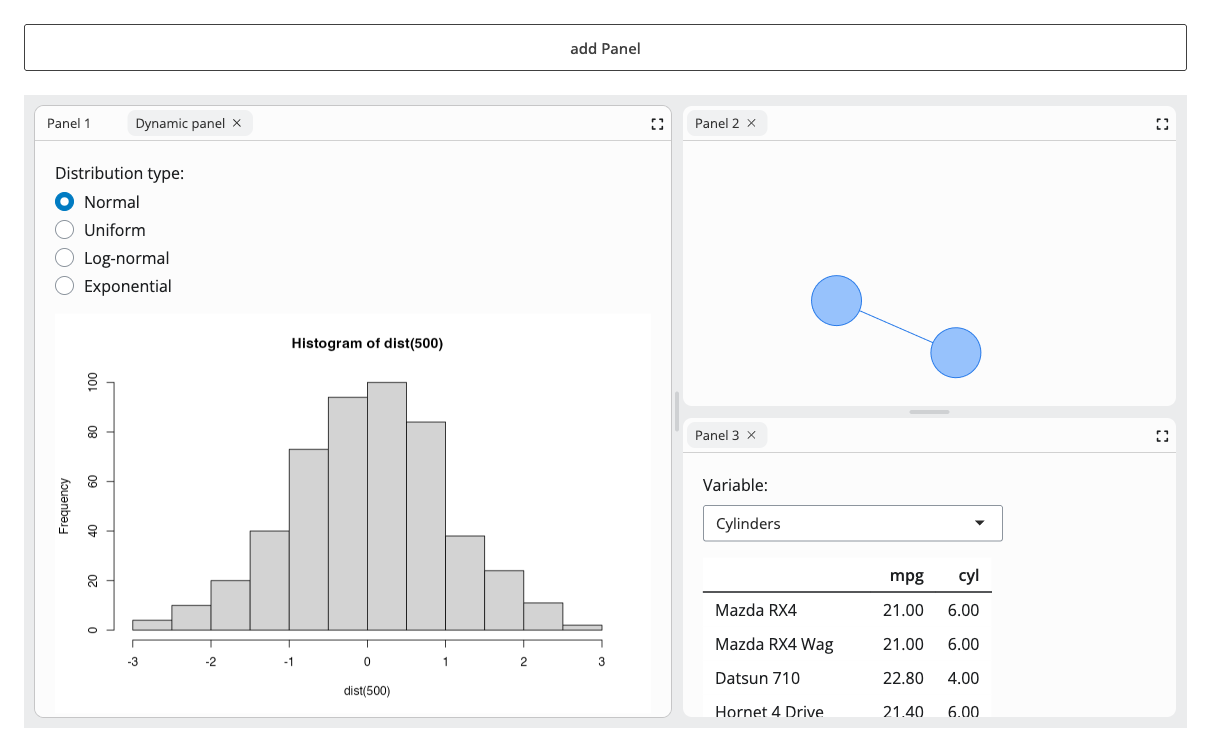 add Panel
Panel 1 Dynamic panel ×
Distribution type:
Normal
Uniform
Log-normal
Exponential
Histogram of dist(500)
Frequency
100
80
60
40
20
0
-3 -2 -1 0 1 2 3
dist(500)
Panel 2 ×
Panel 3 ×
Variable:
Cylinders
mpg cyl
Mazda RX4 21.00 6.00
Mazda RX4 Wag 21.00 6.00
Datsun 710 22.80 4.00
Hornet 4 Drive 21.40 6.00